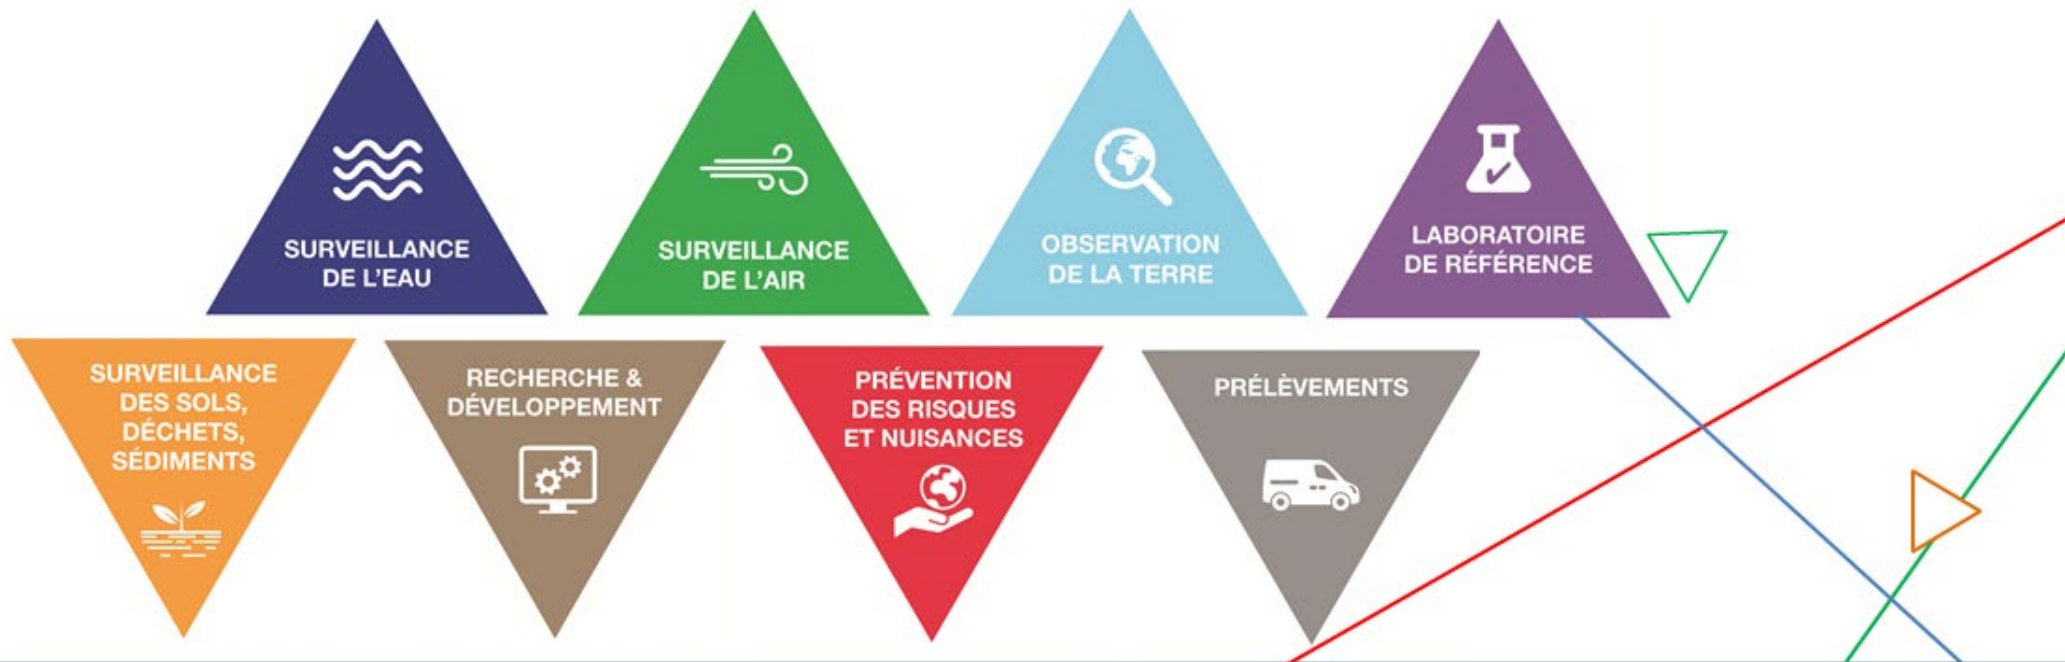 SURVEILLANCE
DE L'EAU
SURVEILLANCE
DE L'AIR
OBSERVATION
DE LA TERRE
LABORATOIRE
DE RÉFÉRENCE
SURVEILLANCE
DES SOLS,
DÉCHETS,
SÉDIMENTS
RECHERCHE &
DÉVELOPPEMENT
PRÉVENTION
DES RISQUES
ET NUISANCES
PRÉLÈVEMENTS